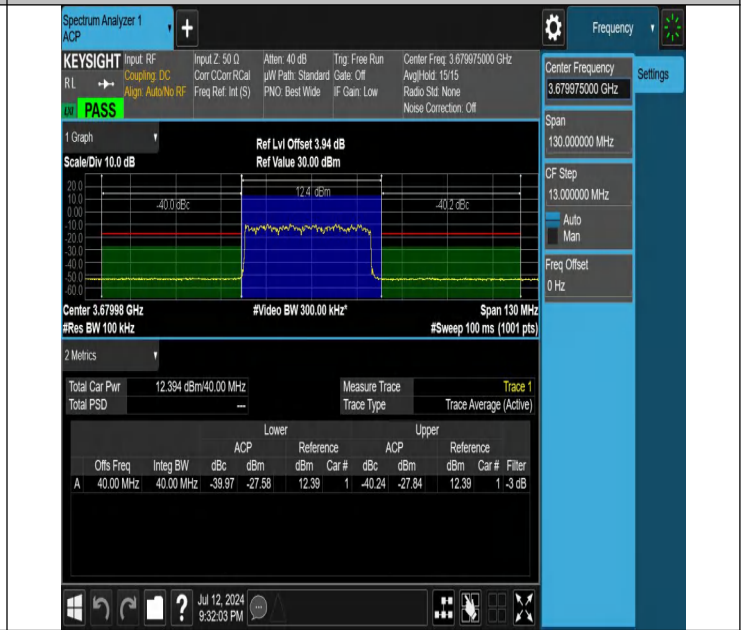 Spectrum Analyzer 1
ACP
+
Frequency
KEYSIGHT Input: RF Input Z: 50 Ω Atten: 40 dB Trig: Free Run Center Freq: 3.679975000 GHz
RL Coupling: DC Corr CCorr RCal µW Path: Standard Gate: Off Avg|Hold: 15/15
Align: Auto/No RF Freq Ref: Int (S) PNO: Best Wide IF Gain: Low Radio Std: None
PASS Noise Correction: Off
Center Frequency
3.679975000 GHz
Settings
Span
130.000000 MHz
CF Step
13.000000 MHz
Auto
Man
Freq Offset
0 Hz
1 Graph
Ref Lvl Offset 3.94 dB
Scale/Div 10.0 dB Ref Value 30.00 dBm
20.0
10.0
0.00
-10.0
-20.0
-30.0
-40.0
-50.0
-60.0
-40.0 dBc
12.4 dBm
-40.2 dBc
Center 3.67998 GHz #Video BW 300.00 kHz* Span 130 MHz
#Res BW 100 kHz #Sweep 100 ms (1001 pts)
2 Metrics
Total Car Pwr 12.394 dBm/40.00 MHz Measure Trace Trace 1
Total PSD --- Trace Type Trace Average (Active)
Lower Upper
ACP Reference ACP Reference
Offs Freq Integ BW dBc dBm dBm Car # dBc dBm dBm Car # Filter
A 40.00 MHz 40.00 MHz -39.97 -27.58 12.39 1 -40.24 -27.84 12.39 1 -3 dB
?
Jul 12, 2024
9:32:03 PM